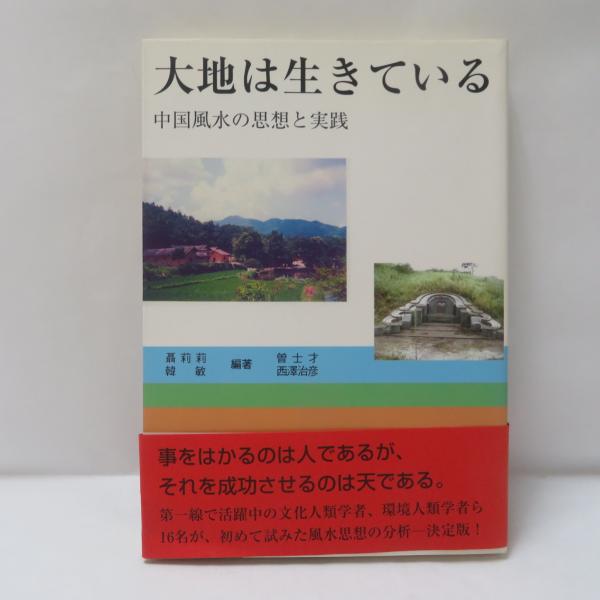 大地は生きている
中国風水の思想と実践
聶莉莉 編著 曽士才
韓敏 西澤治彦
事をはかるのは人であるが、
それを成功させるのは天である。
第一線で活躍中の文化人類学者、環境人類学者ら
16名が、初めて試みた風水思想の分析―決定版!